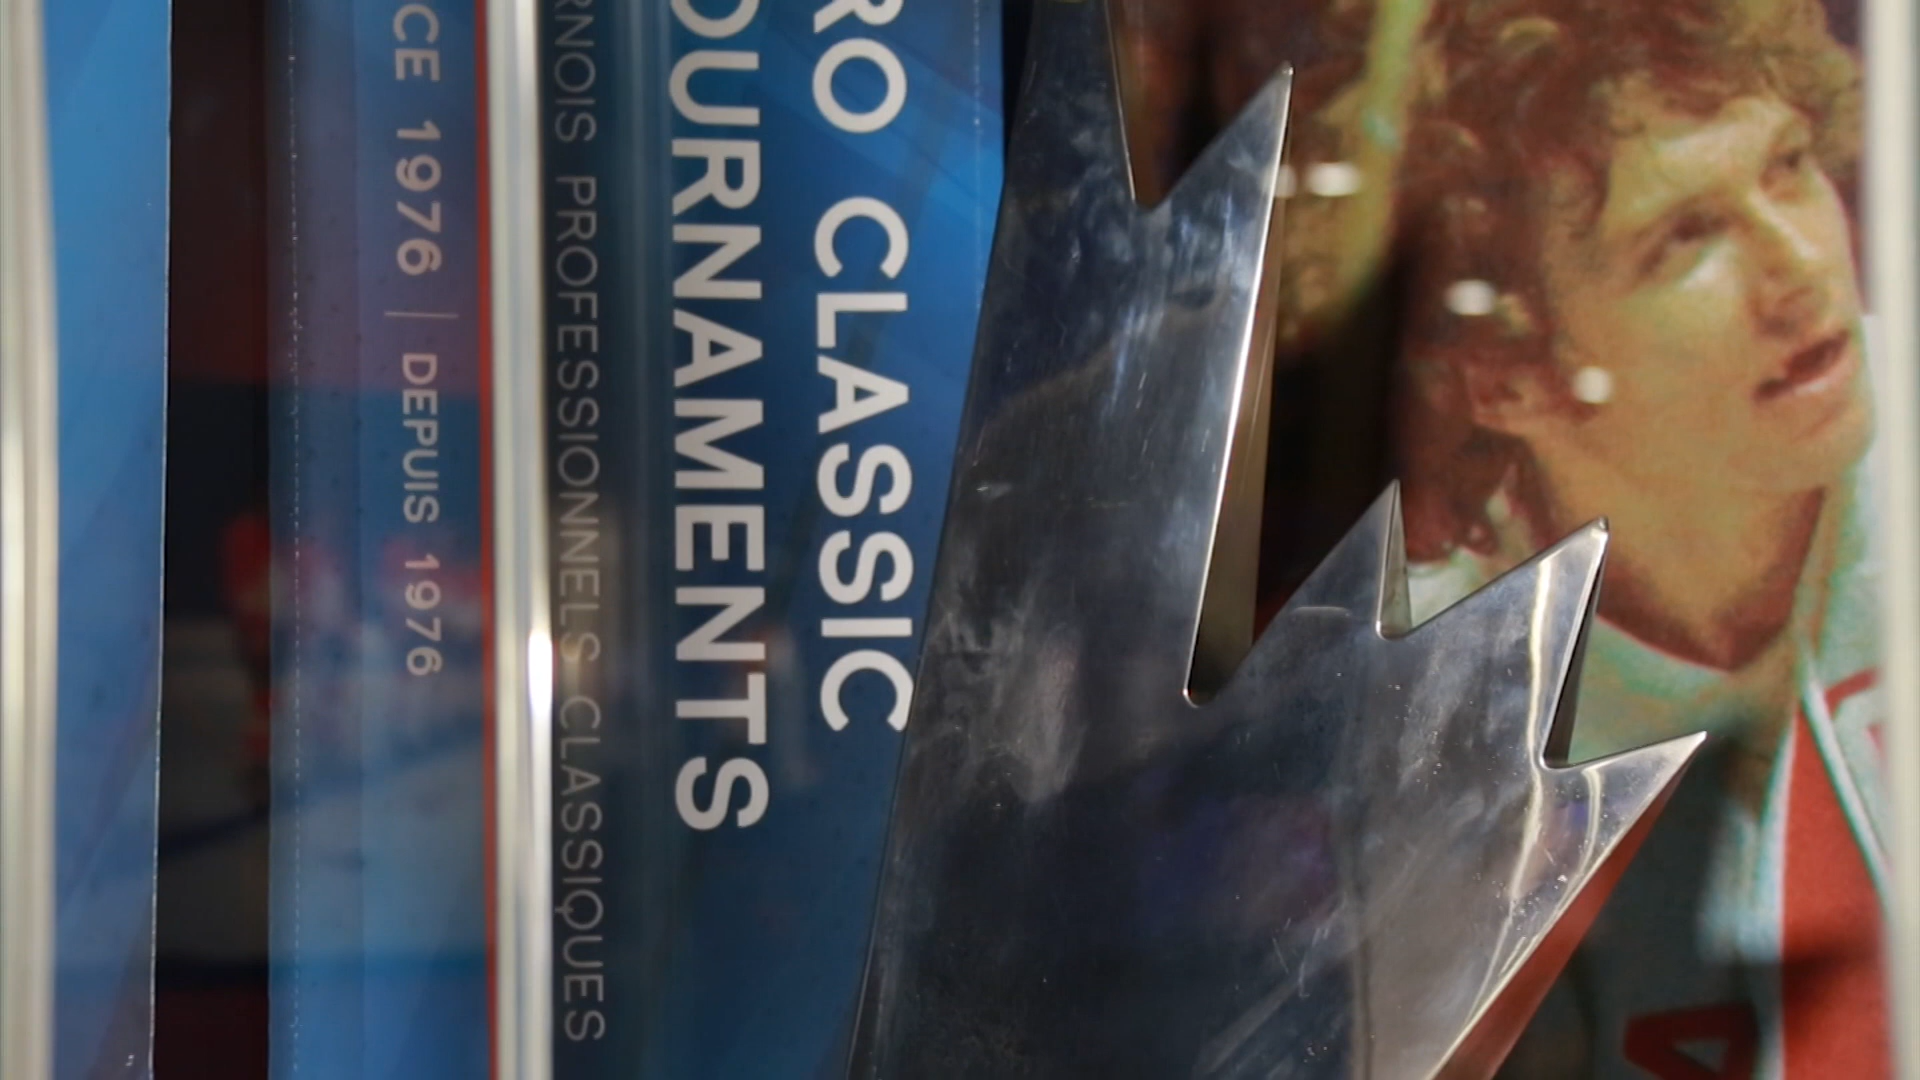 RO CLASSIC
OURNAMENTS
RNOIS PROFESSIONNELS CLASSIQUES
CE 1976 | DEPUIS 1976
A